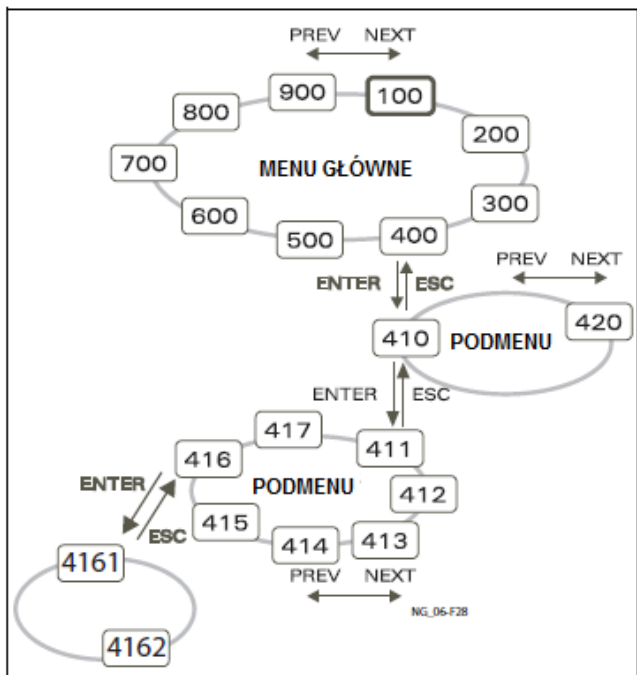 PREV NEXT
900 100
800 200
700 MENU GŁÓWNE
600 300
500 400
PREV NEXT
ENTER ESC
410 PODMENU 420
ENTER ESC
417 411
416 PODMENU 412
ENTER ESC
415 414 413
4161 PREV NEXT
4162 NG_06-F28